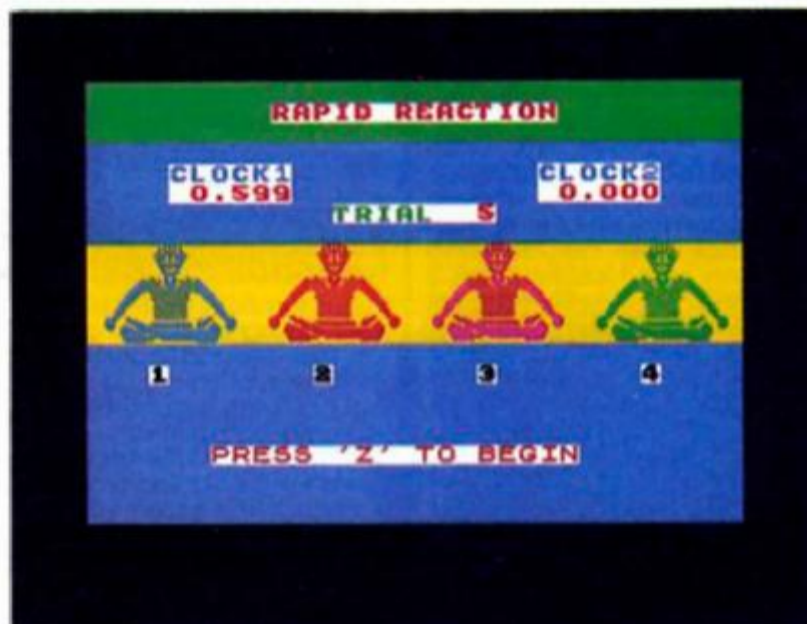 RAPID REACTION
CLOCK1 CLOCK2
0.599 0.000
TRIAL 5
1 2 3 4
PRESS 'Z' TO BEGIN